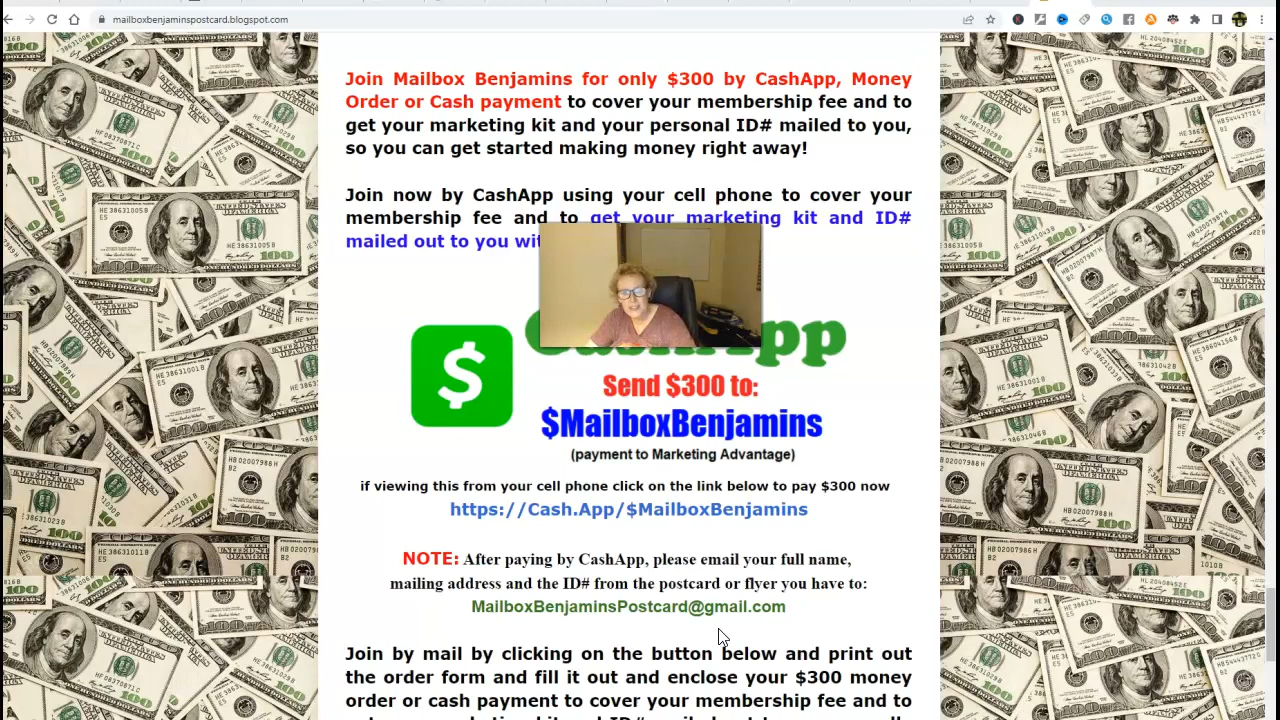 mailboxbenjaminspostcard.blogspot.com
Join Mailbox Benjamins for only $300 by CashApp, Money
Order or Cash payment to cover your membership fee and to
get your marketing kit and your personal ID# mailed to you,
so you can get started making money right away!
Join now by CashApp using your cell phone to cover your
membership fee and to get your marketing kit and ID#
mailed out to you
$
App
Send $300 to:
$MailboxBenjamins
(payment to Marketing Advantage)
if viewing this from your cell phone click on the link below to pay $300 now
https://Cash.App/$MailboxBenjamins
NOTE: After paying by CashApp, please email your full name,
mailing address and the ID# from the postcard or flyer you have to:
MailboxBenjaminsPostcard@gmail.com
Join by mail by clicking on the button below and print out
the order form and fill it out and enclose your $300 money
order or cash payment to cover your membership fee and to